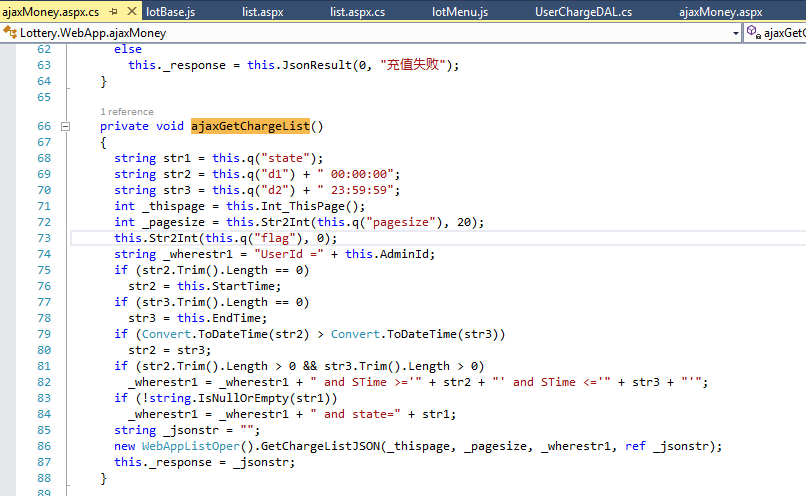 ajaxMoney.aspx.cs lotBase.js list.aspx list.aspx.cs lotMenu.js UserChargeDAL.cs ajaxMoney.aspx
Lottery.WebApp.ajaxMoney ajaxGetC
62 else
63 this._response = this.JsonResult(0, "充值失败");
64 }
65
1 reference
66 private void ajaxGetChargeList()
67 {
68 string str1 = this.q("state");
69 string str2 = this.q("d1") + " 00:00:00";
70 string str3 = this.q("d2") + " 23:59:59";
71 int _thispage = this.Int_ThisPage();
72 int _pagesize = this.Str2Int(this.q("pagesize"), 20);
73 this.Str2Int(this.q("flag"), 0);
74 string _wherestr1 = "UserId =" + this.AdminId;
75 if (str2.Trim().Length == 0)
76 str2 = this.StartTime;
77 if (str3.Trim().Length == 0)
78 str3 = this.EndTime;
79 if (Convert.ToDateTime(str2) > Convert.ToDateTime(str3))
80 str2 = str3;
81 if (str2.Trim().Length > 0 && str3.Trim().Length > 0)
82 _wherestr1 = _wherestr1 + " and STime >='" + str2 + "' and STime <='" + str3 + "'";
83 if (!string.IsNullOrEmpty(str1))
84 _wherestr1 = _wherestr1 + " and state=" + str1;
85 string _jsonstr = "";
86 new WebAppListOper().GetChargeListJSON(_thispage, _pagesize, _wherestr1, ref _jsonstr);
87 this._response = _jsonstr;
88 }
89